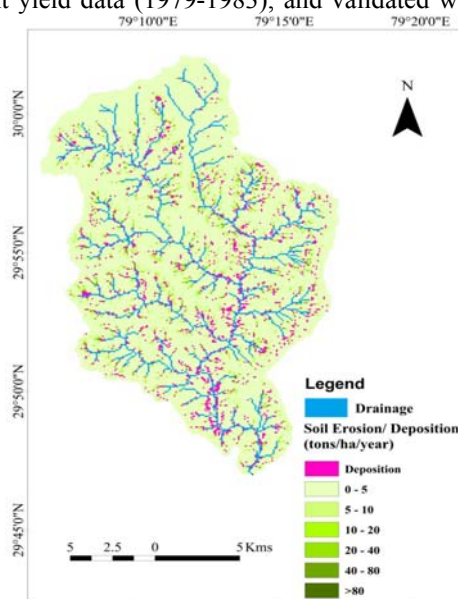 t yield data (1979-1985), and validated w
79°10'0"E 79°15'0"E 79°20'0"E
N
30°0'0"N
29°55'0"N
29°50'0"N
29°45'0"N
Legend
Drainage
Soil Erosion/ Deposition
(tons/ha/year)
Deposition
0 - 5
5 - 10
10 - 20
20 - 40
40 - 80
>80
5 2.5 0 5 Kms